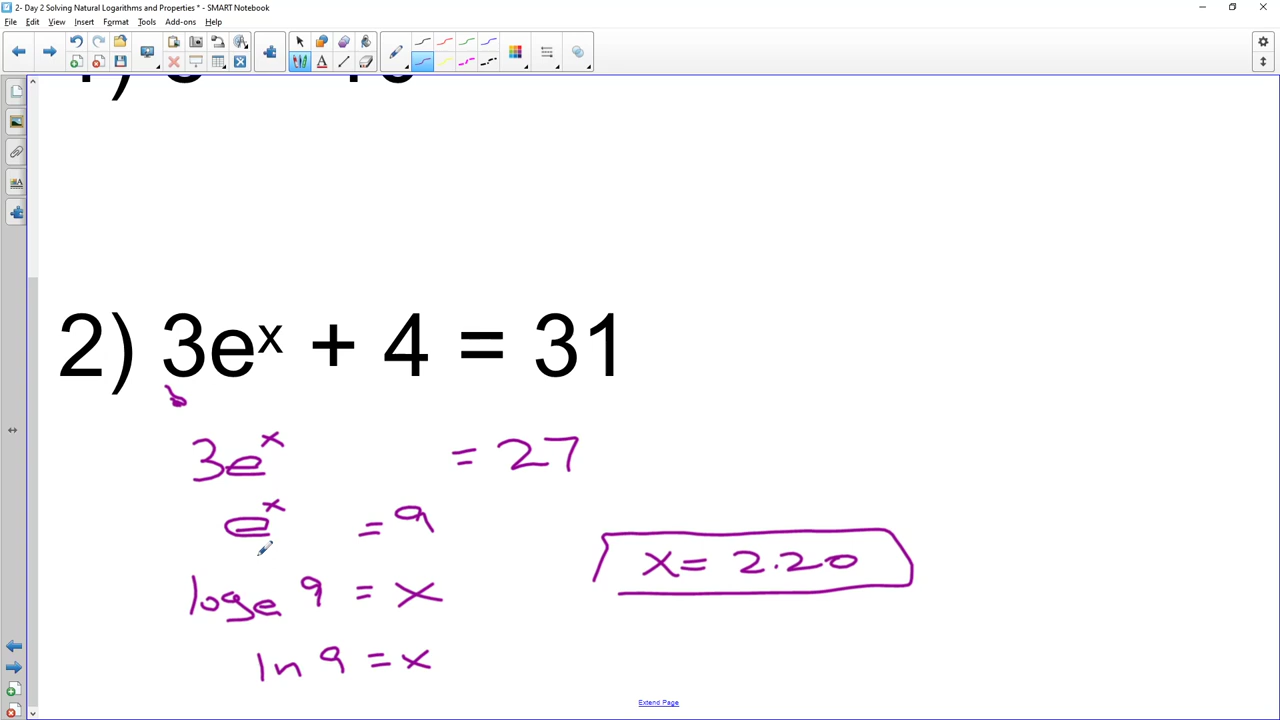 2- Day 2 Solving Natural Logarithms and Properties * - SMART Notebook
File Edit View Insert Format Tools Add-ons Help
2) 3eˣ + 4 = 31
3eˣ = 27
eˣ = 9
x = 2.20
logₑ 9 = x
ln 9 = x
Extend Page